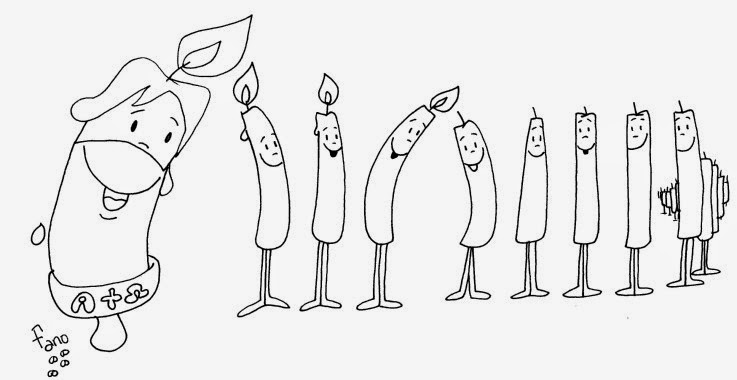 A + Ω
Fano